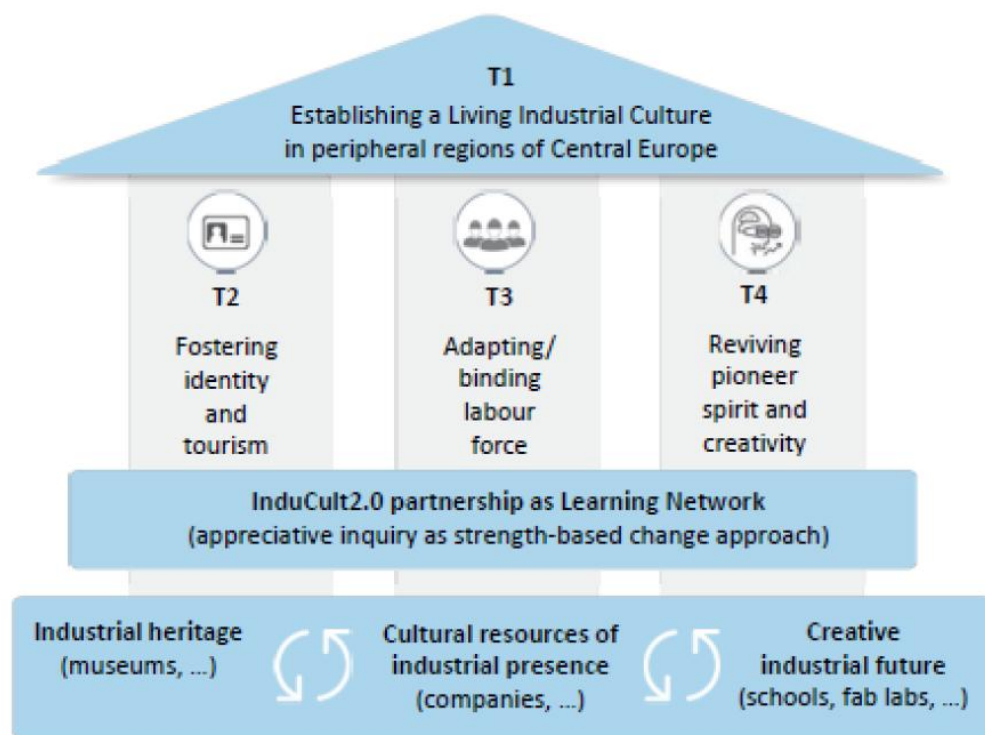 T1
Establishing a Living Industrial Culture
in peripheral regions of Central Europe
T2
Fostering
identity
and
tourism
T3
Adapting/
binding
labour
force
T4
Reviving
pioneer
spirit and
creativity
InduCult2.0 partnership as Learning Network
(appreciative inquiry as strength-based change approach)
Industrial heritage
(museums, ...)
Cultural resources of
industrial presence
(companies, ...)
Creative
industrial future
(schools, fab labs, ...)